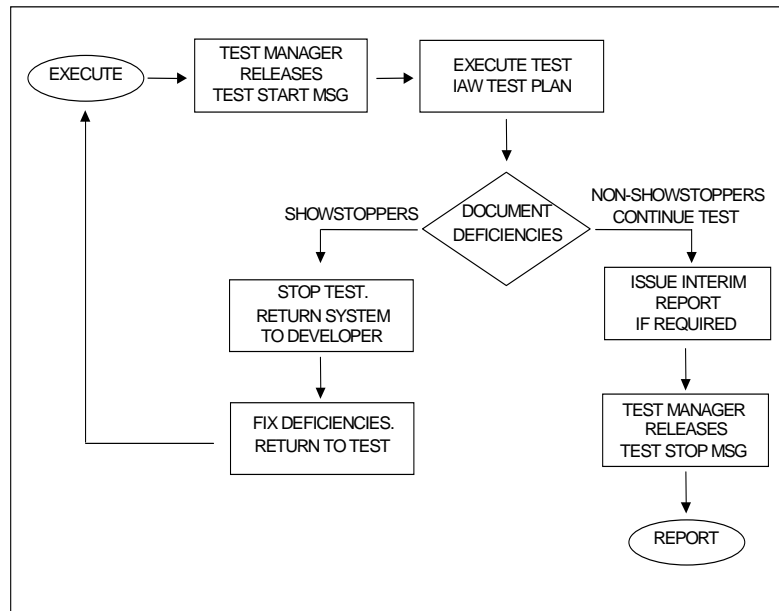 EXECUTE
TEST MANAGER
RELEASES
TEST START MSG
EXECUTE TEST
IAW TEST PLAN
SHOWSTOPPERS
DOCUMENT
DEFICIENCIES
NON-SHOWSTOPPERS
CONTINUE TEST
STOP TEST.
RETURN SYSTEM
TO DEVELOPER
ISSUE INTERIM
REPORT
IF REQUIRED
FIX DEFICIENCIES.
RETURN TO TEST
TEST MANAGER
RELEASES
TEST STOP MSG
REPORT